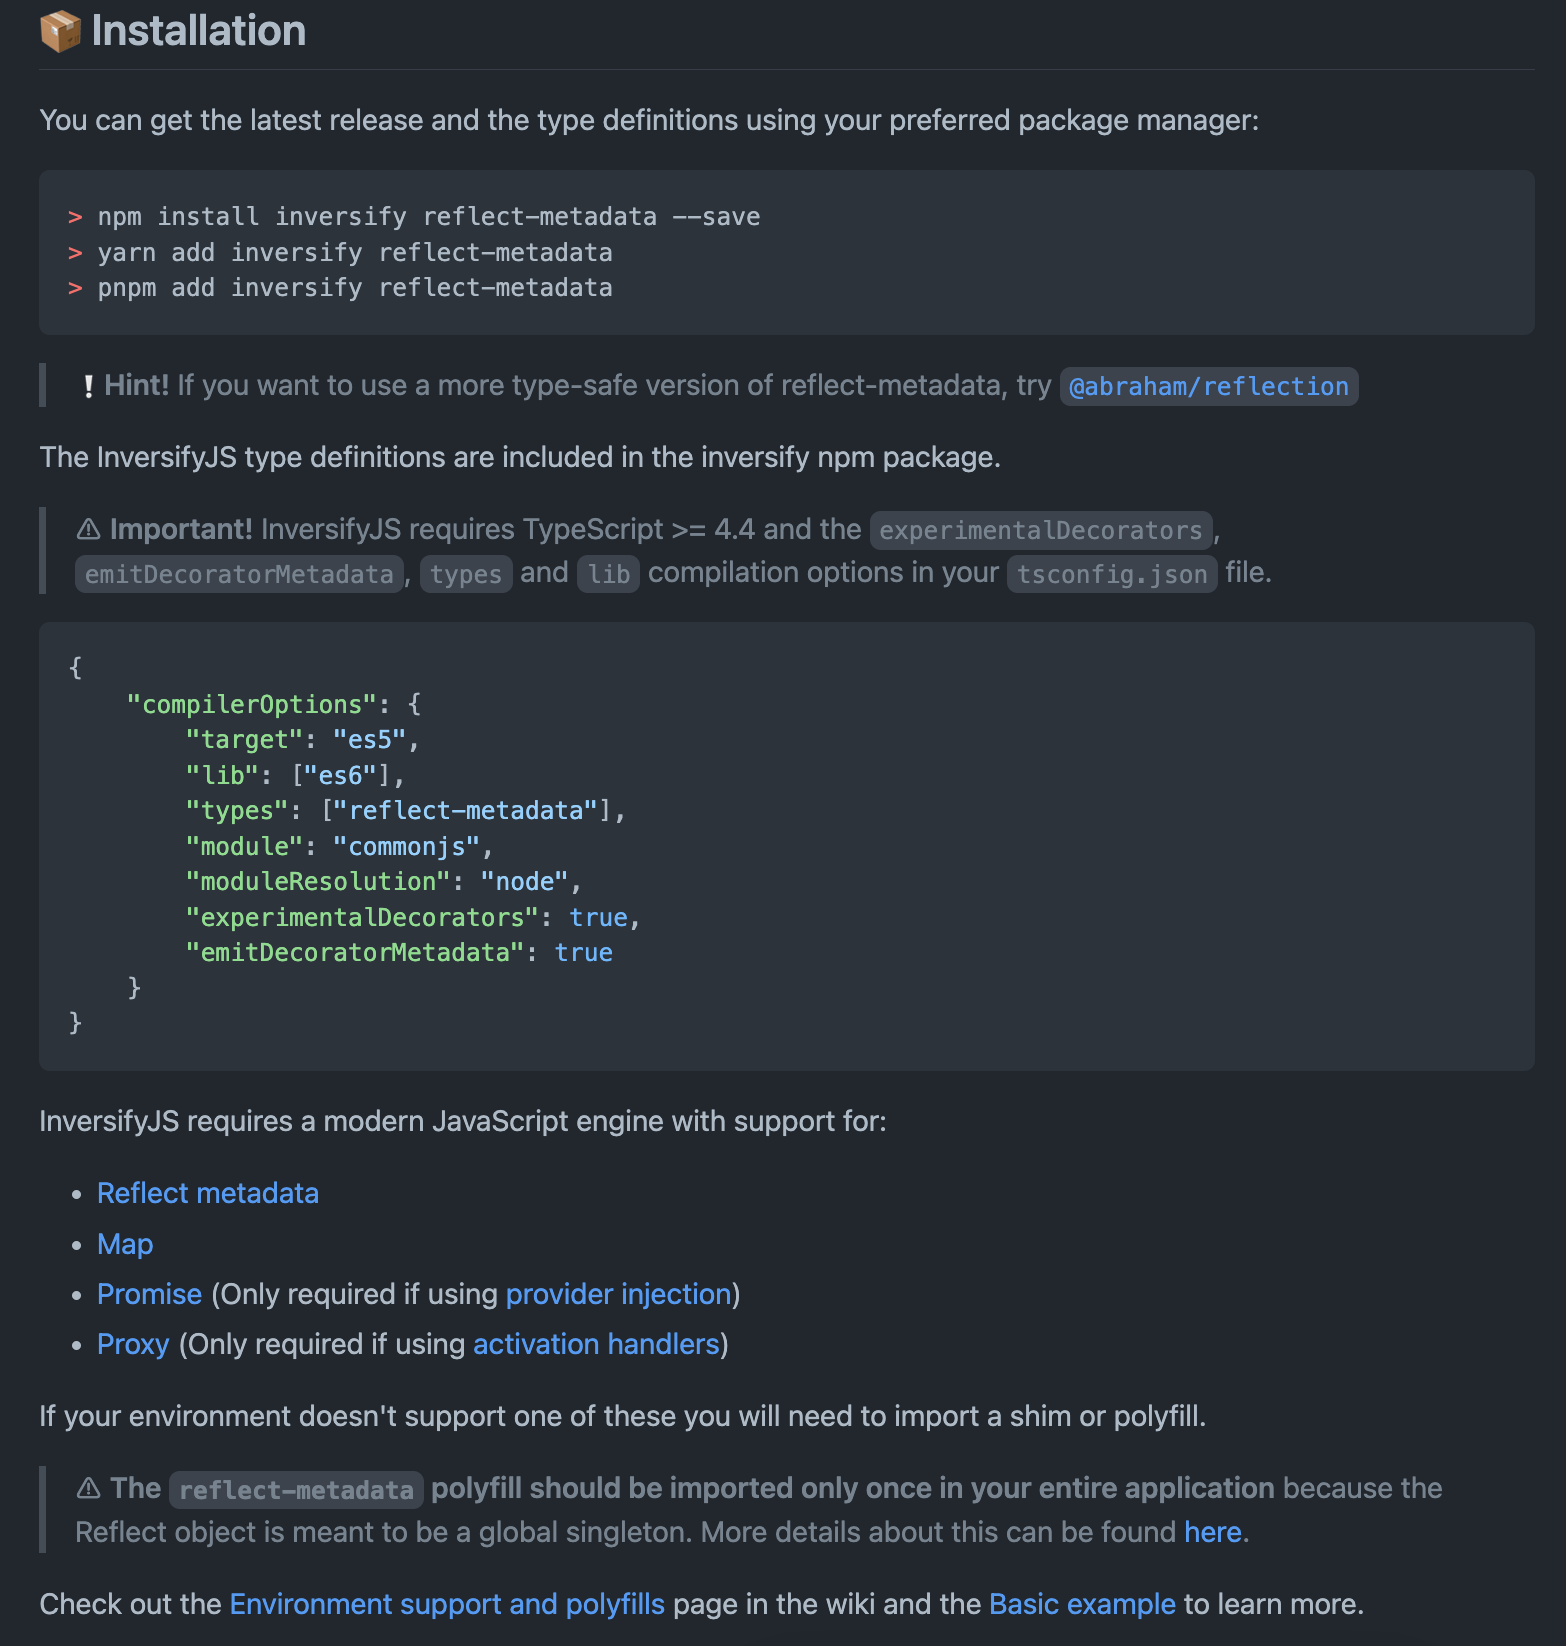 📦 Installation
You can get the latest release and the type definitions using your preferred package manager:
> npm install inversify reflect-metadata --save
> yarn add inversify reflect-metadata
> pnpm add inversify reflect-metadata
❕ Hint! If you want to use a more type-safe version of reflect-metadata, try @abraham/reflection
The InversifyJS type definitions are included in the inversify npm package.
⚠ Important! InversifyJS requires TypeScript >= 4.4 and the experimentalDecorators,
emitDecoratorMetadata, types and lib compilation options in your tsconfig.json file.
{
    "compilerOptions": {
        "target": "es5",
        "lib": ["es6"],
        "types": ["reflect-metadata"],
        "module": "commonjs",
        "moduleResolution": "node",
        "experimentalDecorators": true,
        "emitDecoratorMetadata": true
    }
}
InversifyJS requires a modern JavaScript engine with support for:
• Reflect metadata
• Map
• Promise (Only required if using provider injection)
• Proxy (Only required if using activation handlers)
If your environment doesn't support one of these you will need to import a shim or polyfill.
⚠ The reflect-metadata polyfill should be imported only once in your entire application because the
Reflect object is meant to be a global singleton. More details about this can be found here.
Check out the Environment support and polyfills page in the wiki and the Basic example to learn more.